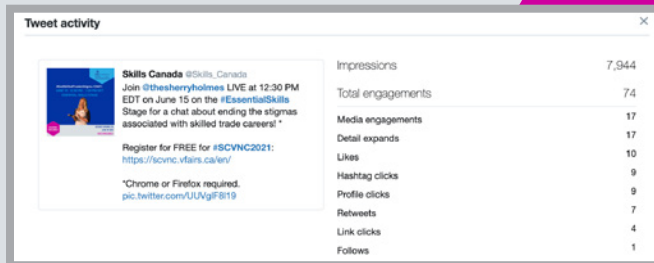 Tweet activity
Skills Canada @Skills_Canada
Join @thesherryholmes LIVE at 12:30 PM
EDT on June 15 on the #EssentialSkills
Stage for a chat about ending the stigmas
associated with skilled trade careers! *
Register for FREE for #SCVNC2021:
https://scvnc.vfairs.ca/en/
*Chrome or Firefox required.
pic.twitter.com/UUVglF8I19
Impressions 7,944
Total engagements 74
Media engagements 17
Detail expands 17
Likes 10
Hashtag clicks 9
Profile clicks 9
Retweets 7
Link clicks 4
Follows 1